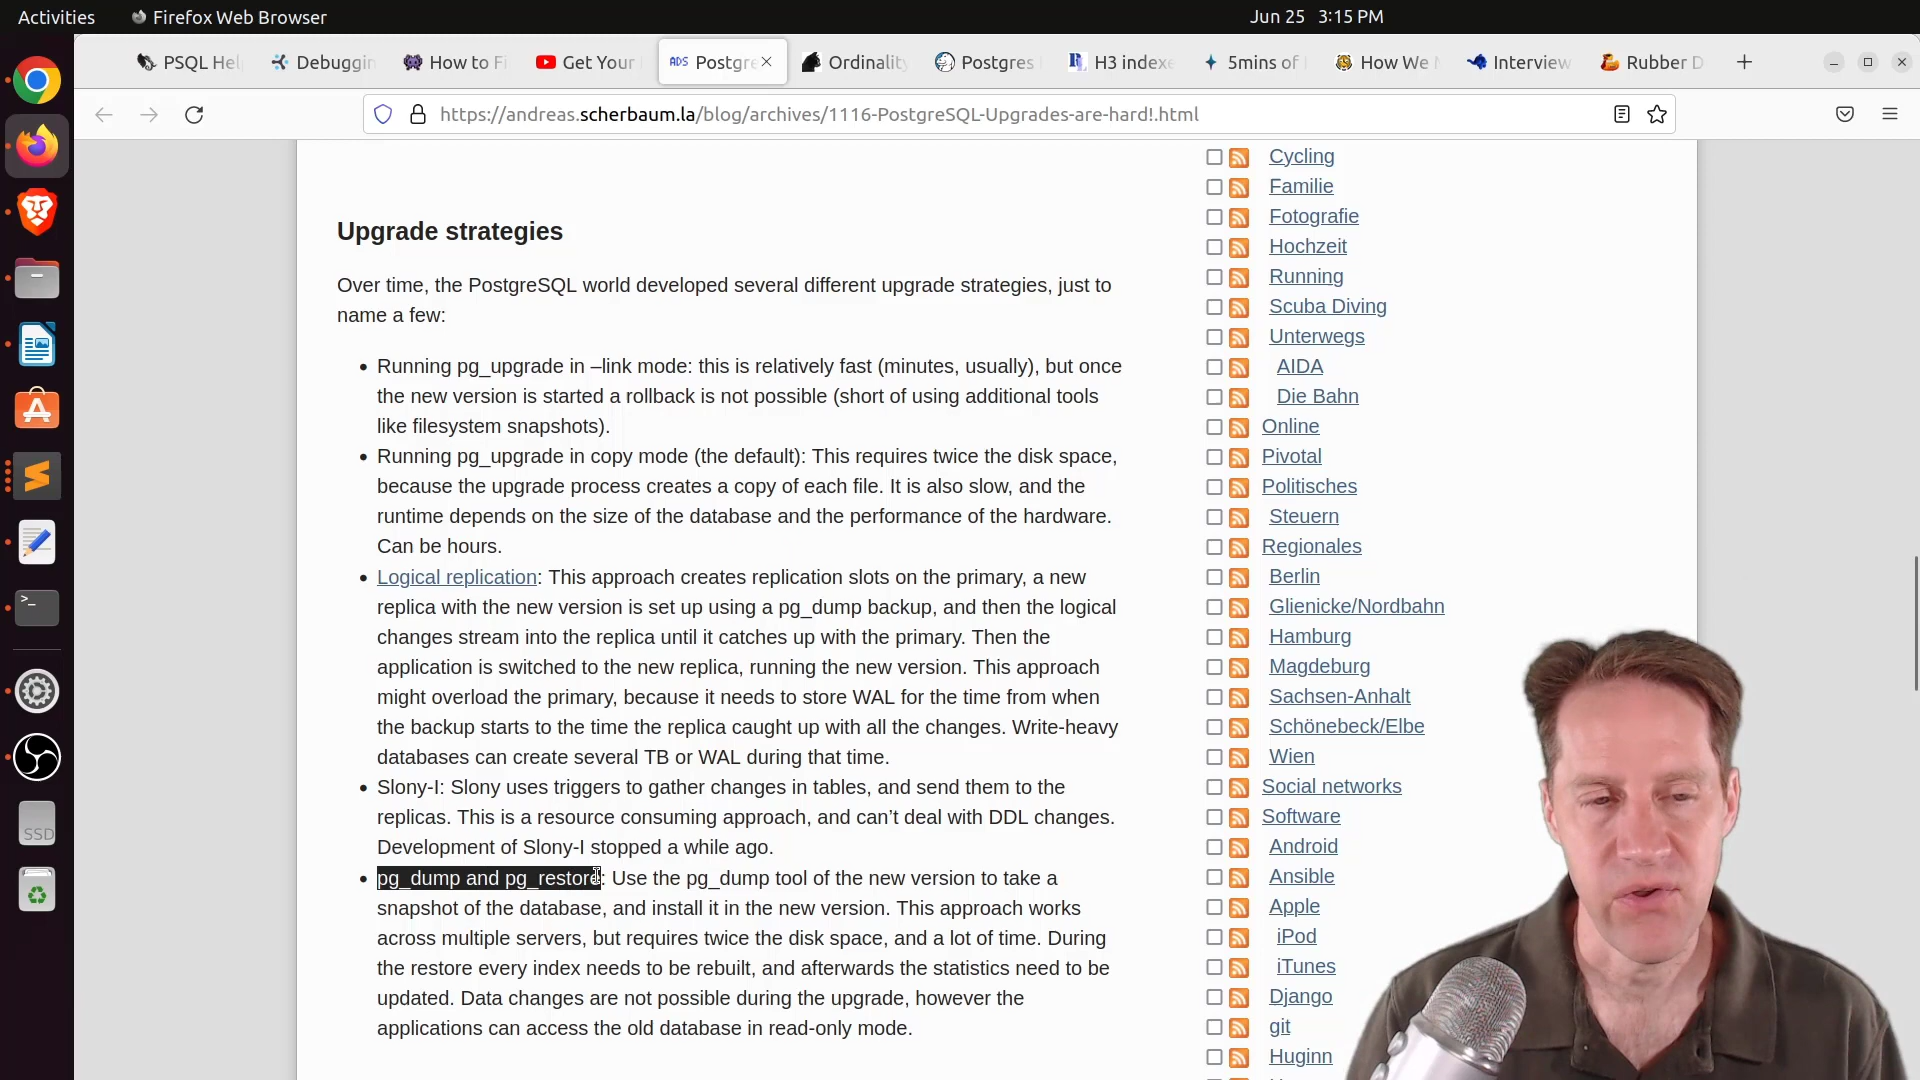 Activities
Firefox Web Browser
Jun 25 3:15 PM
PSQL Hel
Debuggin
How to Fi
Get Your
ADS Postgre
Ordinality
Postgres
H3 indexe
5mins of
How We
Interview
Rubber D
https://andreas.scherbaum.la/blog/archives/1116-PostgreSQL-Upgrades-are-hard!.html
Upgrade strategies
Over time, the PostgreSQL world developed several different upgrade strategies, just to
name a few:
• Running pg_upgrade in –link mode: this is relatively fast (minutes, usually), but once
the new version is started a rollback is not possible (short of using additional tools
like filesystem snapshots).
• Running pg_upgrade in copy mode (the default): This requires twice the disk space,
because the upgrade process creates a copy of each file. It is also slow, and the
runtime depends on the size of the database and the performance of the hardware.
Can be hours.
• Logical replication: This approach creates replication slots on the primary, a new
replica with the new version is set up using a pg_dump backup, and then the logical
changes stream into the replica until it catches up with the primary. Then the
application is switched to the new replica, running the new version. This approach
might overload the primary, because it needs to store WAL for the time from when
the backup starts to the time the replica caught up with all the changes. Write-heavy
databases can create several TB or WAL during that time.
• Slony-I: Slony uses triggers to gather changes in tables, and send them to the
replicas. This is a resource consuming approach, and can’t deal with DDL changes.
Development of Slony-I stopped a while ago.
• pg_dump and pg_restore: Use the pg_dump tool of the new version to take a
snapshot of the database, and install it in the new version. This approach works
across multiple servers, but requires twice the disk space, and a lot of time. During
the restore every index needs to be rebuilt, and afterwards the statistics need to be
updated. Data changes are not possible during the upgrade, however the
applications can access the old database in read-only mode.
Cycling
Familie
Fotografie
Hochzeit
Running
Scuba Diving
Unterwegs
AIDA
Die Bahn
Online
Pivotal
Politisches
Steuern
Regionales
Berlin
Glienicke/Nordbahn
Hamburg
Magdeburg
Sachsen-Anhalt
Schönebeck/Elbe
Wien
Social networks
Software
Android
Ansible
Apple
iPod
iTunes
Django
git
Huginn
SSD